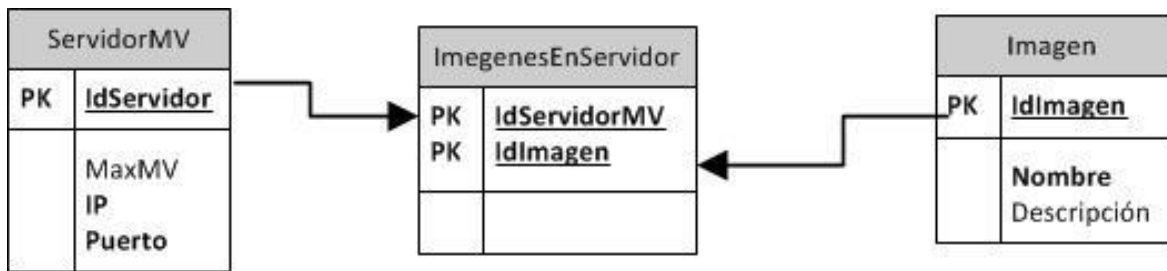 ServidorMV
PK IdServidor
MaxMV
IP
Puerto
ImegenesEnServidor
PK IdServidorMV
PK IdImagen
Imagen
PK IdImagen
Nombre
Descripción